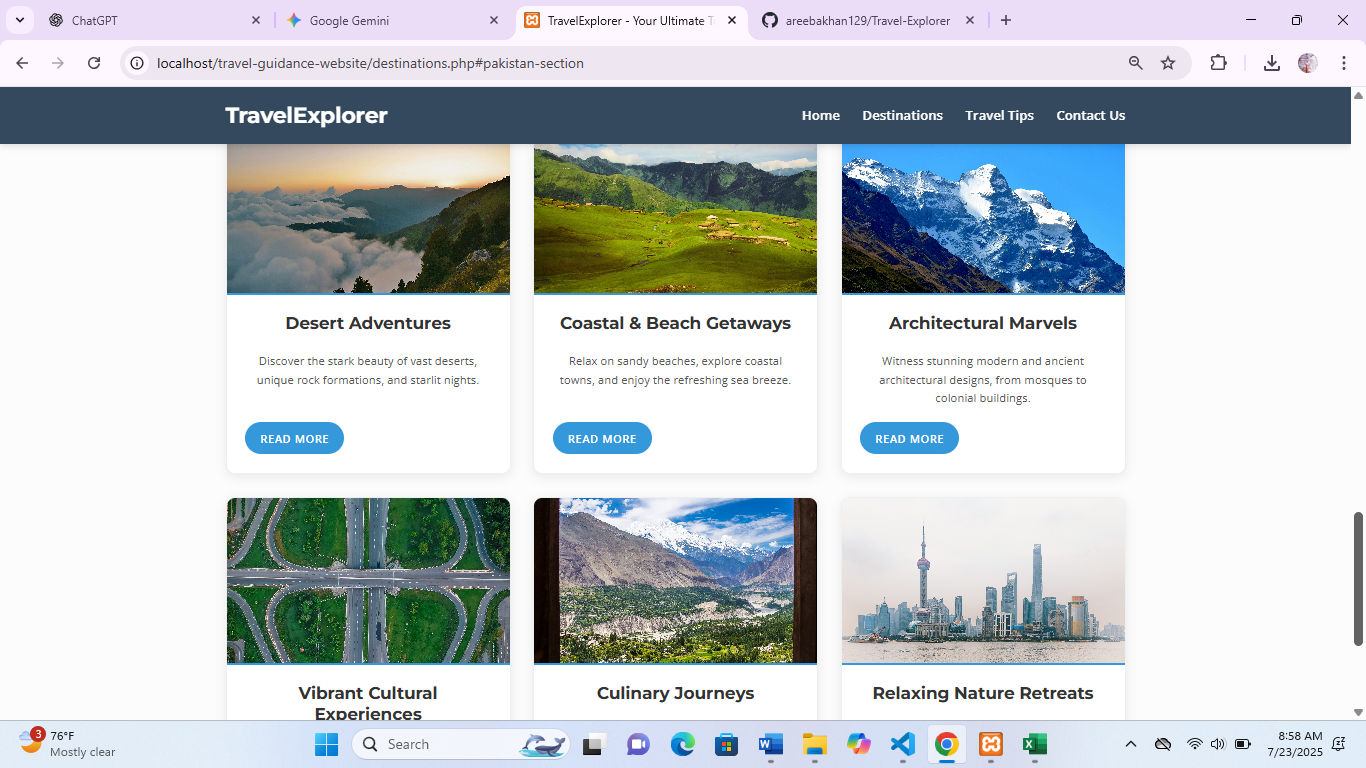 ChatGPT
Google Gemini
TravelExplorer - Your Ultimate T
areebakhan129/Travel-Explorer
localhost/travel-guidance-website/destinations.php#pakistan-section
TravelExplorer
Home Destinations Travel Tips Contact Us
Desert Adventures
Discover the stark beauty of vast deserts,
unique rock formations, and starlit nights.
READ MORE
Coastal & Beach Getaways
Relax on sandy beaches, explore coastal
towns, and enjoy the refreshing sea breeze.
READ MORE
Architectural Marvels
Witness stunning modern and ancient
architectural designs, from mosques to
colonial buildings.
READ MORE
Vibrant Cultural
Experiences
Culinary Journeys
Relaxing Nature Retreats
3
76°F
Mostly clear
Search
8:58 AM
7/23/2025